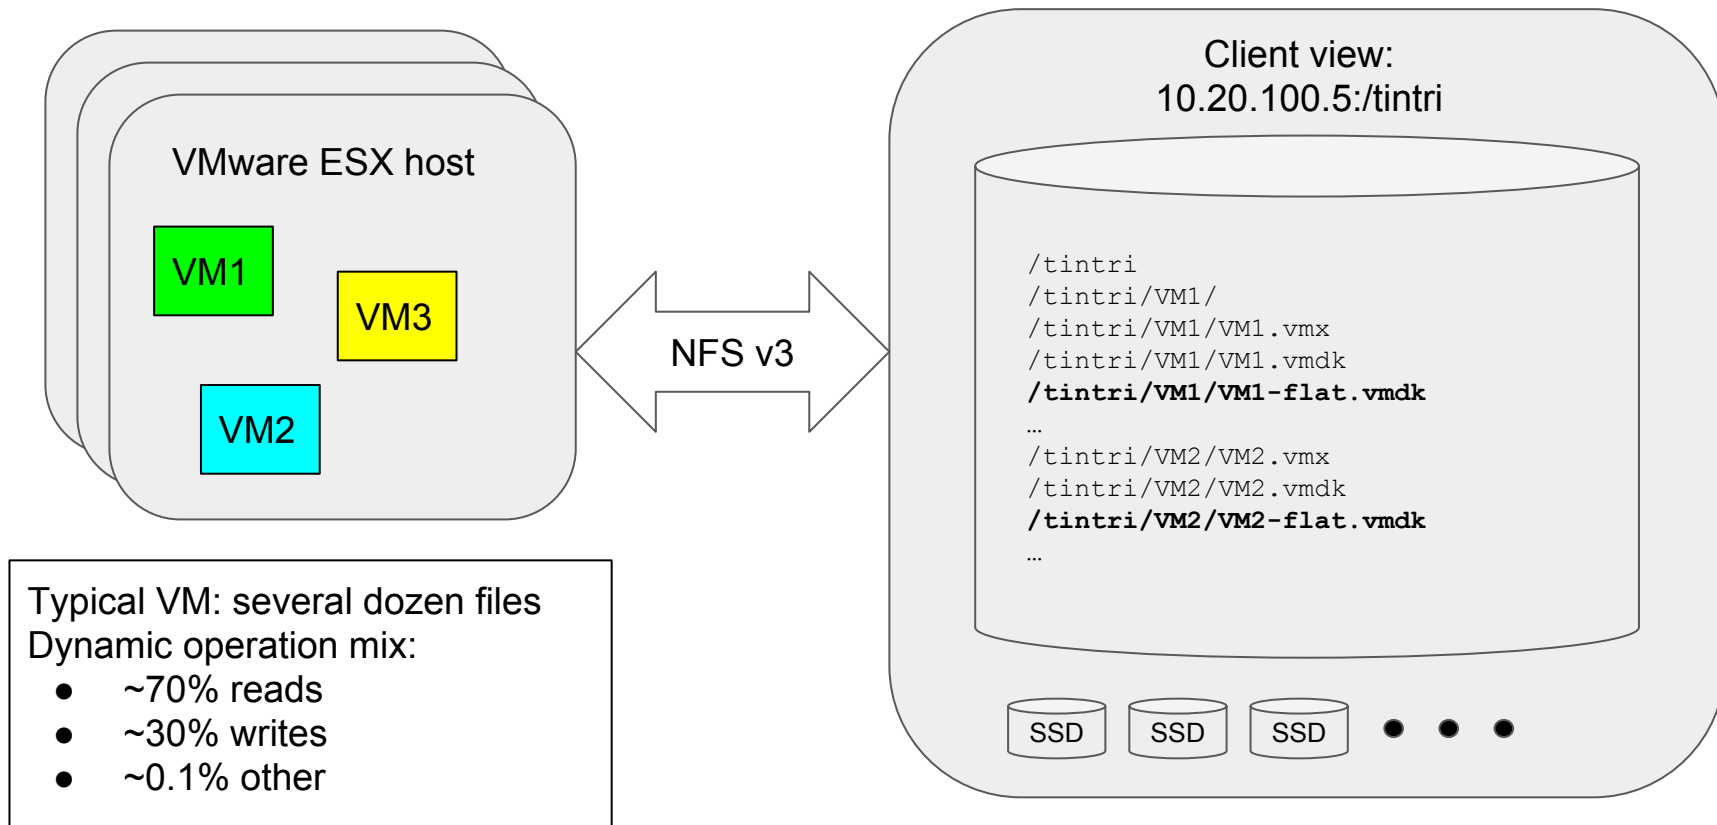 VMware ESX host
VM1
VM3
VM2
NFS v3
Client view:
10.20.100.5:/tintri
/tintri
/tintri/VM1/
/tintri/VM1/VM1.vmx
/tintri/VM1/VM1.vmdk
/tintri/VM1/VM1-flat.vmdk
…
/tintri/VM2/VM2.vmx
/tintri/VM2/VM2.vmdk
/tintri/VM2/VM2-flat.vmdk
…
SSD
SSD
SSD
Typical VM: several dozen files
Dynamic operation mix:
● ~70% reads
● ~30% writes
● ~0.1% other